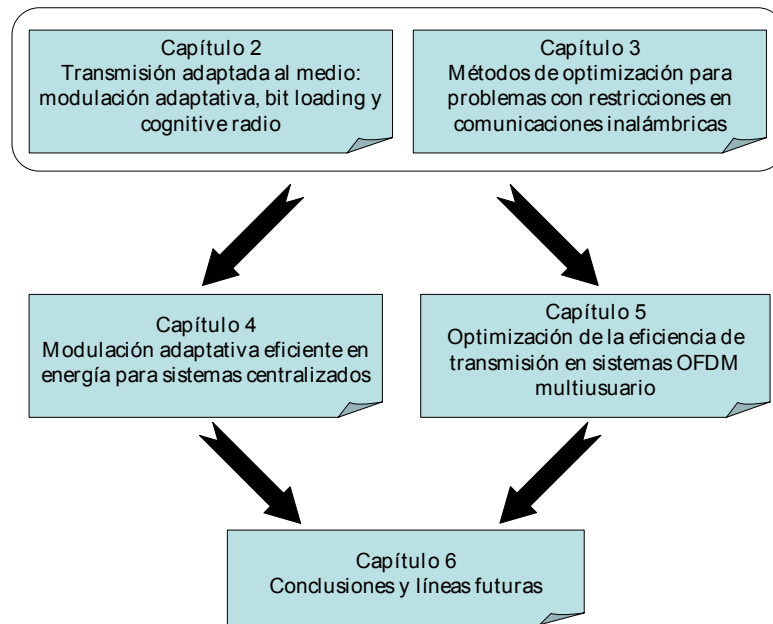 Capítulo 2
Transmisión adaptada al medio:
modulación adaptativa, bit loading y
cognitive radio
Capítulo 3
Métodos de optimización para
problemas con restricciones en
comunicaciones inalámbricas
Capítulo 4
Modulación adaptativa eficiente en
energía para sistemas centralizados
Capítulo 5
Optimización de la eficiencia de
transmisión en sistemas OFDM
multiusuario
Capítulo 6
Conclusiones y líneas futuras